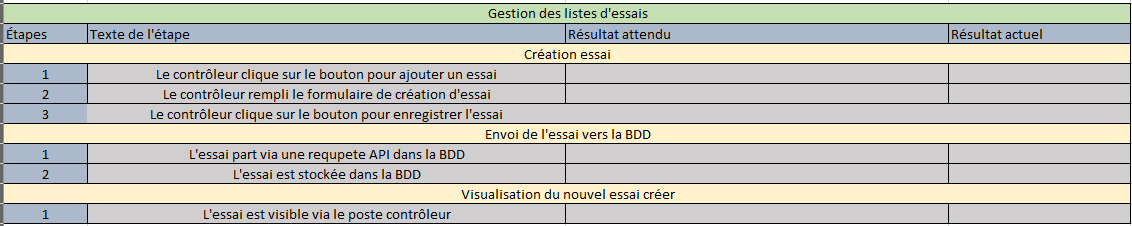 Gestion des listes d'essais
Étapes Texte de l'étape Résultat attendu Résultat actuel
Création essai
1 Le contrôleur clique sur le bouton pour ajouter un essai
2 Le contrôleur rempli le formulaire de création d'essai
3 Le contrôleur clique sur le bouton pour enregistrer l'essai
Envoi de l'essai vers la BDD
1 L'essai part via une requpete API dans la BDD
2 L'essai est stockée dans la BDD
Visualisation du nouvel essai créer
1 L'essai est visible via le poste contrôleur